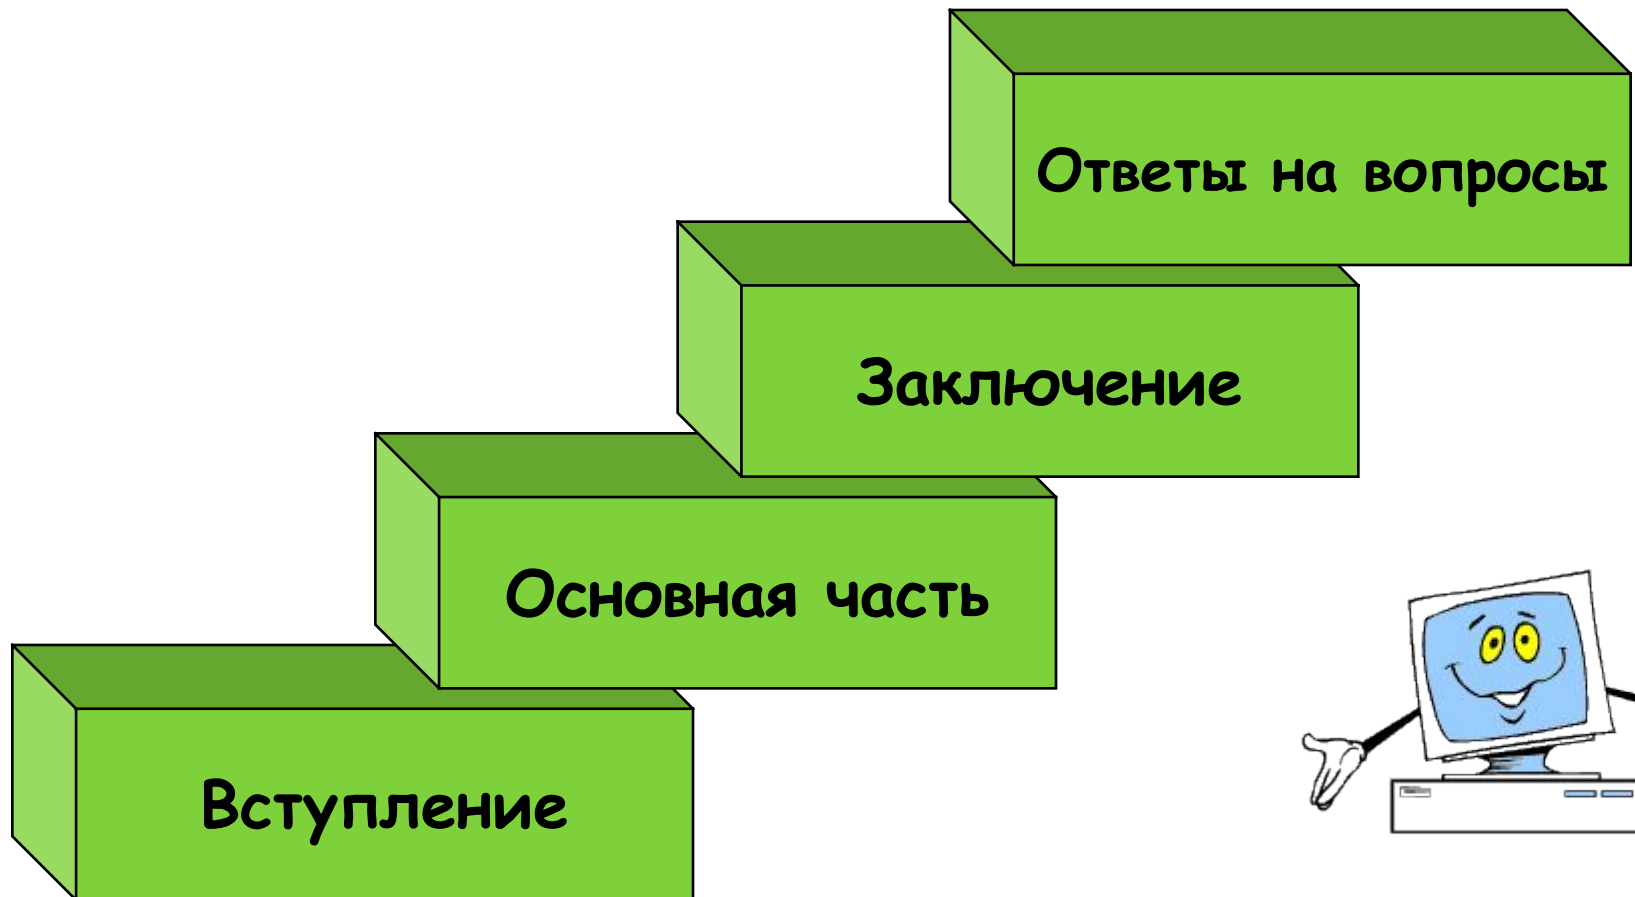 Ответы на вопросы
Заключение
Основная часть
Вступление